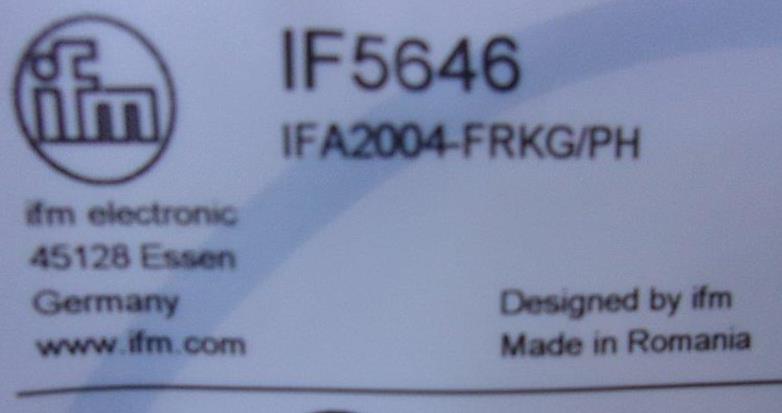 ifm
IF5646
IFA2004-FRKG/PH
ifm electronic
45128 Essen
Germany
www.ifm.com
Designed by ifm
Made in Romania